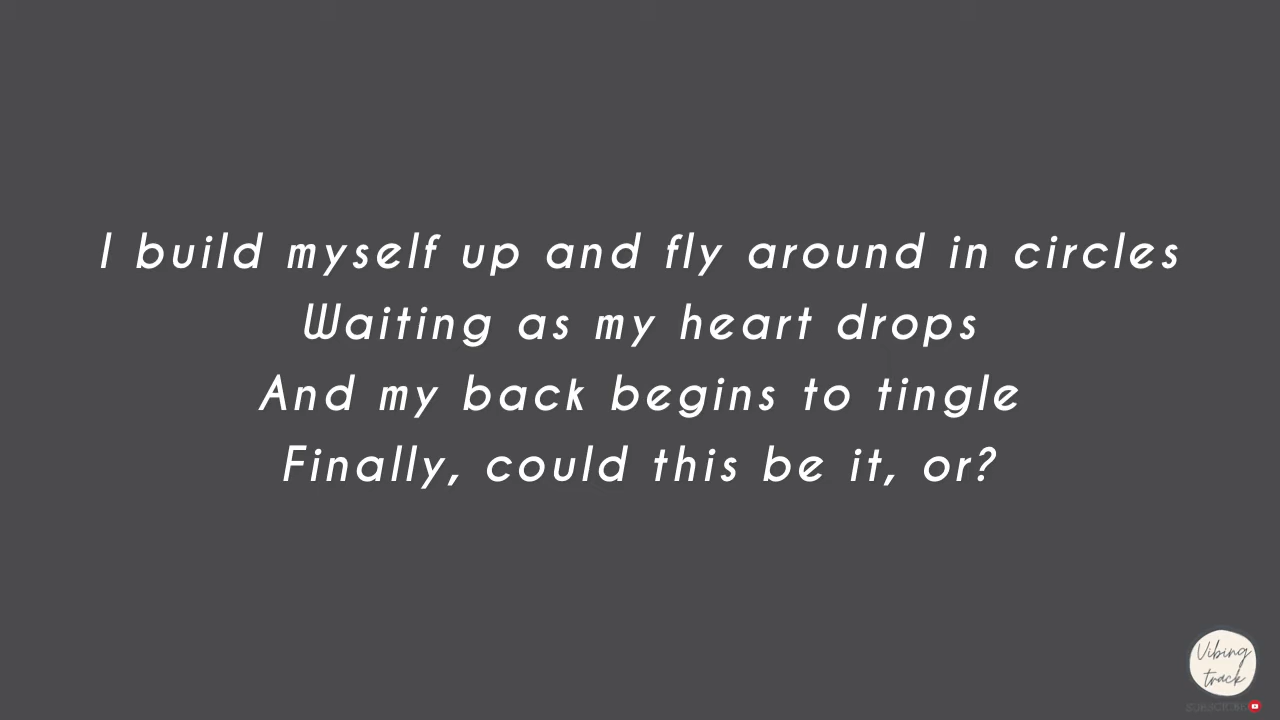 I build myself up and fly around in circles
Waiting as my heart drops
And my back begins to tingle
Finally, could this be it, or?
Vibing
track
SUBSCRIBE